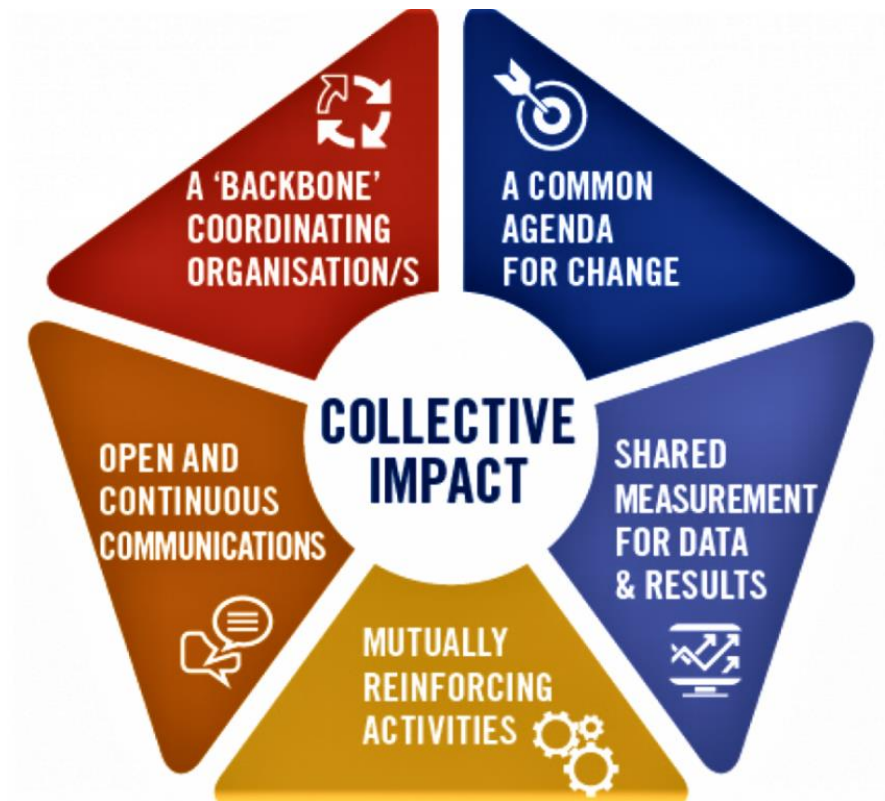 A 'BACKBONE'
COORDINATING
ORGANISATION/S
A COMMON
AGENDA
FOR CHANGE
COLLECTIVE
IMPACT
OPEN AND
CONTINUOUS
COMMUNICATIONS
SHARED
MEASUREMENT
FOR DATA
& RESULTS
MUTUALLY
REINFORCING
ACTIVITIES